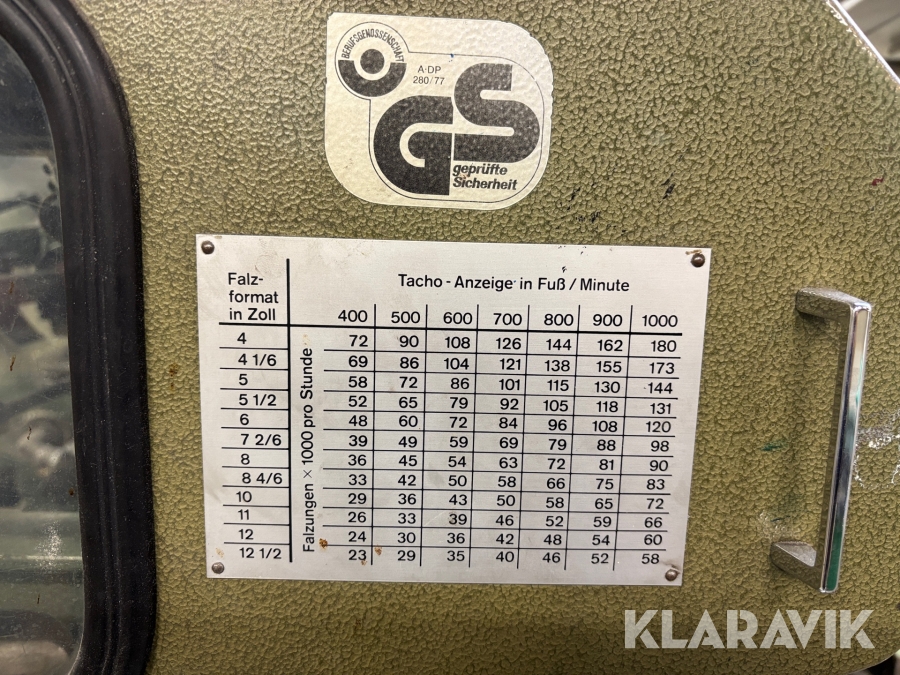 BERUFSGENOSSENSCHAFT
A-DP
280/77
GS
geprüfte
Sicherheit
Falz-
format
in Zoll
Tacho - Anzeige in Fuß / Minute
400 500 600 700 800 900 1000
Falzungen × 1000 pro Stunde
4 72 90 108 126 144 162 180
4 1/6 69 86 104 121 138 155 173
5 58 72 86 101 115 130 144
5 1/2 52 65 79 92 105 118 131
6 48 60 72 84 96 108 120
7 2/6 39 49 59 69 79 88 98
8 36 45 54 63 72 81 90
8 4/6 33 42 50 58 66 75 83
10 29 36 43 50 58 65 72
11 26 33 39 46 52 59 66
12 24 30 36 42 48 54 60
12 1/2 23 29 35 40 46 52 58
KLARAVIK